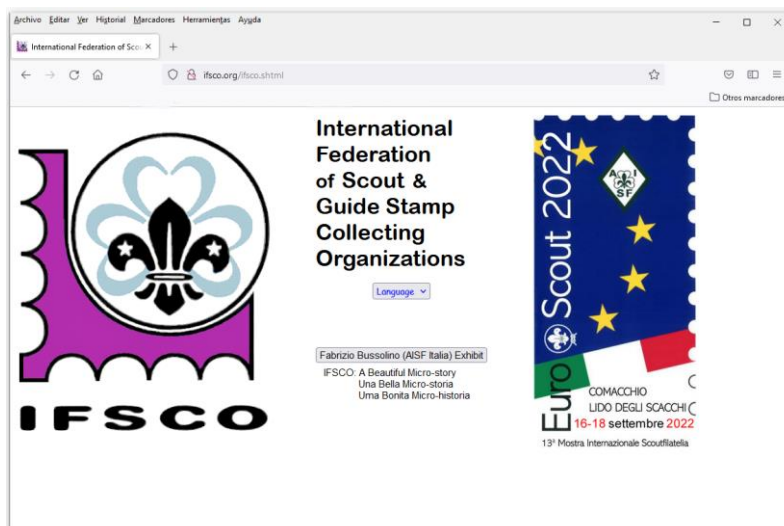 Archivo Editar Ver Historial Marcadores Herramientas Ayuda
International Federation of Scou
ifsco.org/ifsco.shtml
Otros marcadores
International
Federation
of Scout &
Guide Stamp
Collecting
Organizations
Language
Fabrizio Bussolino (AISF Italia) Exhibit
IFSCO: A Beautiful Micro-story
Una Bella Micro-storia
Uma Bonita Micro-historia
IFSCO
A I
S F
Euro Scout 2022
COMACCHIO
LIDO DEGLI SCACCHI
16-18 settembre 2022
13ª Mostra Internazionale Scoutfilatelia